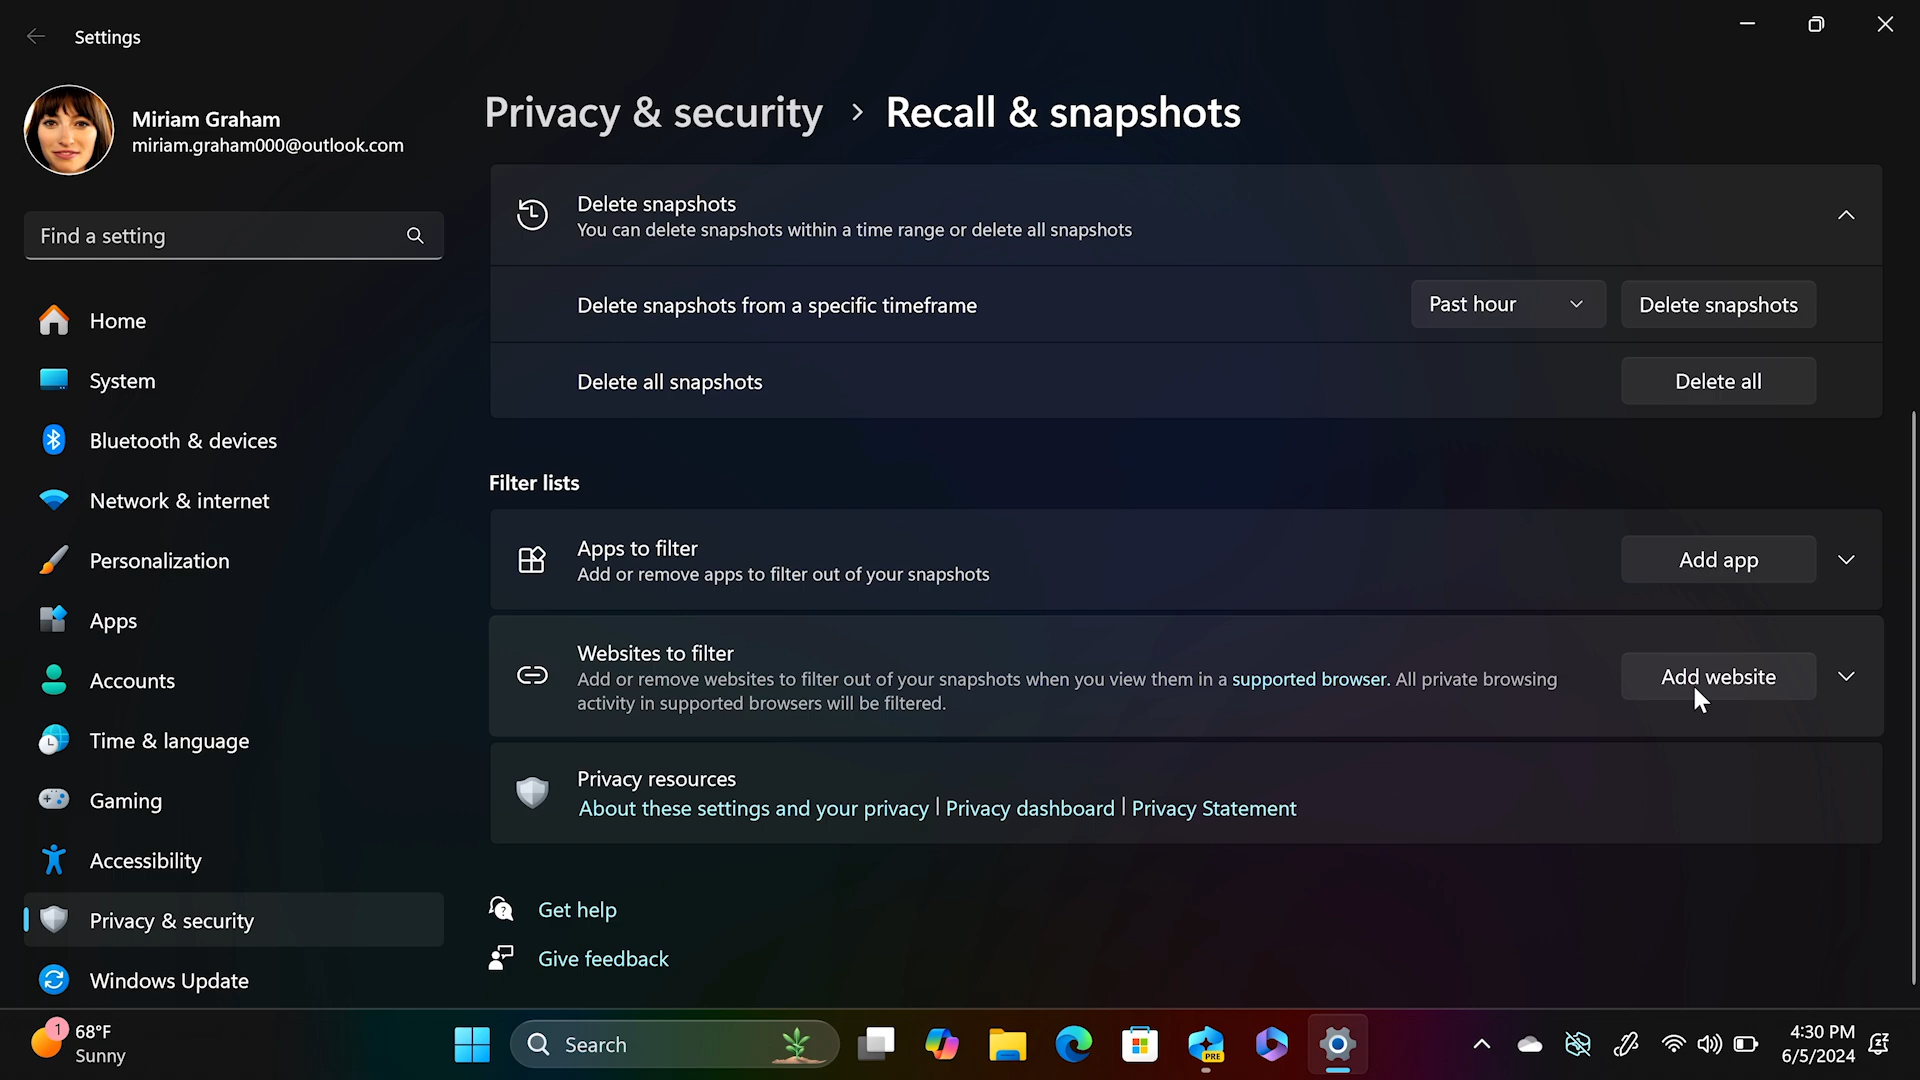 Settings
Miriam Graham
miriam.graham000@outlook.com
Find a setting
Home
System
Bluetooth & devices
Network & internet
Personalization
Apps
Accounts
Time & language
Gaming
Accessibility
Privacy & security
Windows Update
Privacy & security > Recall & snapshots
Delete snapshots
You can delete snapshots within a time range or delete all snapshots
Delete snapshots from a specific timeframe
Past hour
Delete snapshots
Delete all snapshots
Delete all
Filter lists
Apps to filter
Add or remove apps to filter out of your snapshots
Add app
Websites to filter
Add or remove websites to filter out of your snapshots when you view them in a supported browser. All private browsing
activity in supported browsers will be filtered.
Add website
Privacy resources
About these settings and your privacy | Privacy dashboard | Privacy Statement
Get help
Give feedback
1
68°F
Sunny
Search
PRE
4:30 PM
6/5/2024